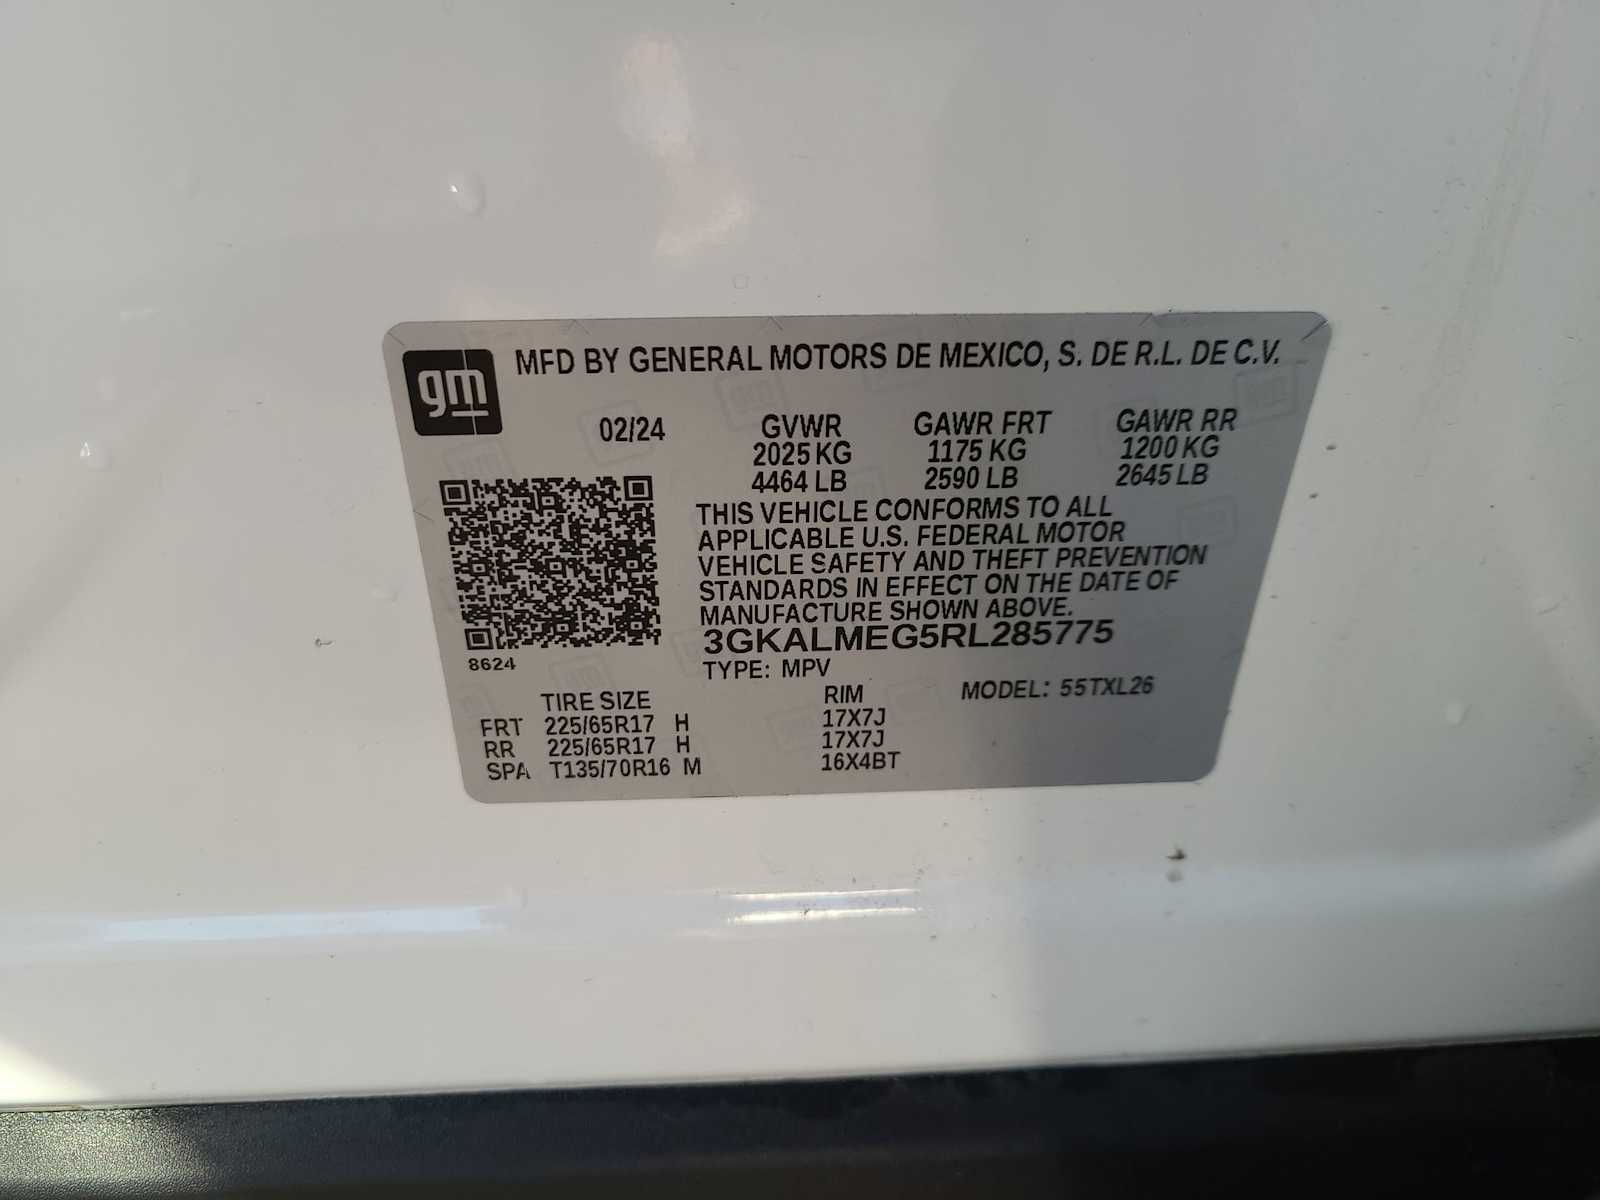 gm
MFD BY GENERAL MOTORS DE MEXICO, S. DE R.L. DE C.V.
02/24 GVWR GAWR FRT GAWR RR
2025 KG 1175 KG 1200 KG
4464 LB 2590 LB 2645 LB
THIS VEHICLE CONFORMS TO ALL
APPLICABLE U.S. FEDERAL MOTOR
VEHICLE SAFETY AND THEFT PREVENTION
STANDARDS IN EFFECT ON THE DATE OF
MANUFACTURE SHOWN ABOVE.
3GKALMEG5RL285775
8624
TYPE: MPV
TIRE SIZE RIM MODEL: 55TXL26
FRT 225/65R17 H 17X7J
RR 225/65R17 H 17X7J
SPA T135/70R16 M 16X4BT